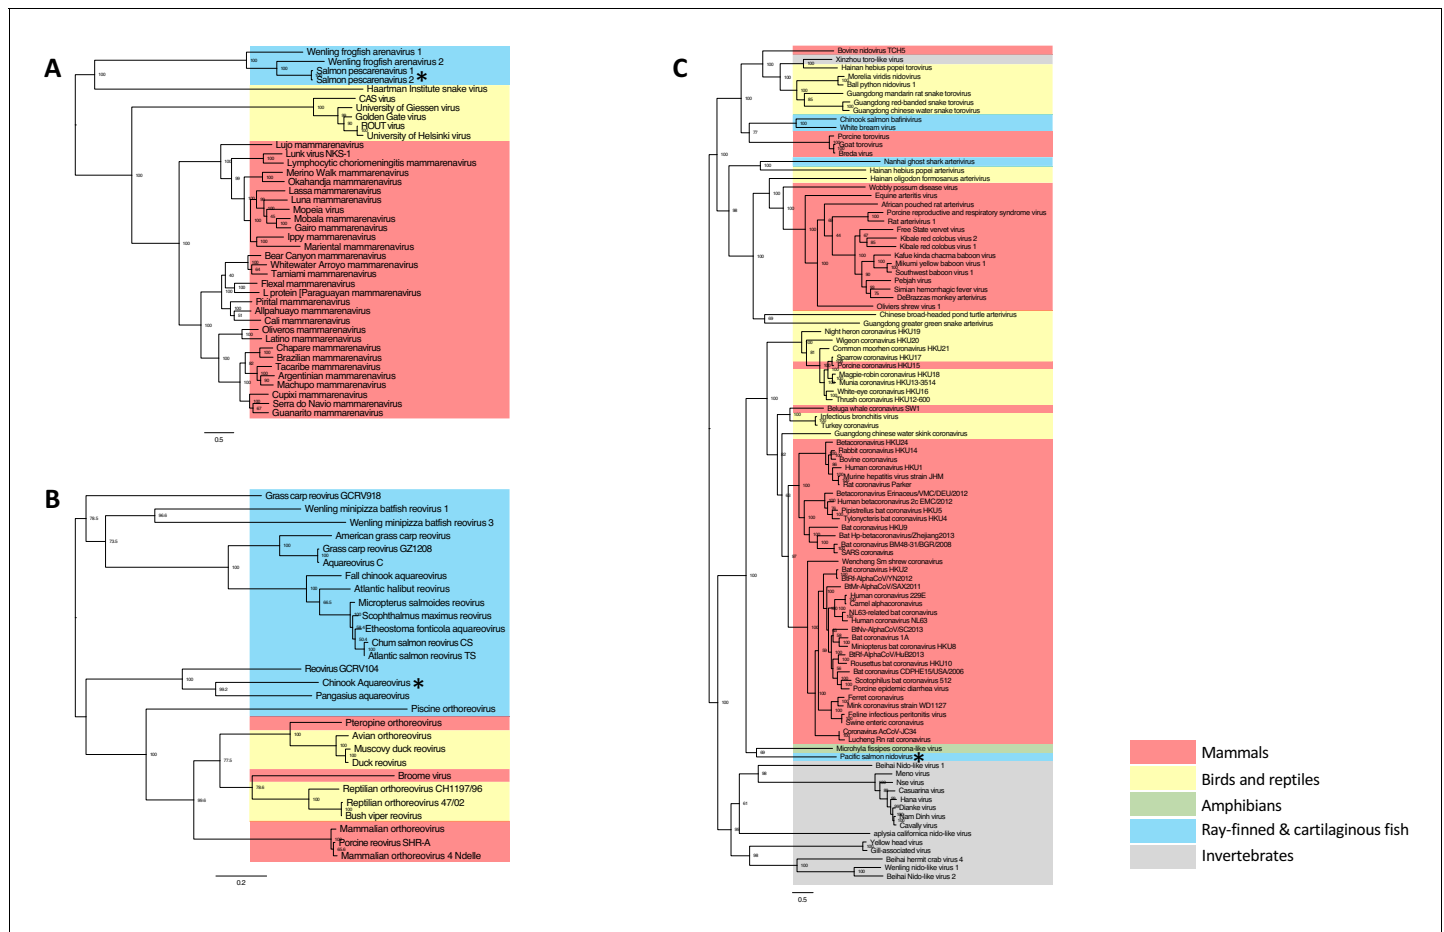 A
Wenling frogfish arenavirus 1
Wenling frogfish arenavirus 2
Salmon pescarenavirus 1
Salmon pescarenavirus 2 *
Haartman Institute snake virus
CAS virus
University of Giessen virus
Golden Gate virus
ROUT virus
University of Helsinki virus
Lujo mammarenavirus
Lunk virus NKS-1
Lymphocytic choriomeningitis mammarenavirus
Merino Walk mammarenavirus
Okahandja mammarenavirus
Lassa mammarenavirus
Luna mammarenavirus
Mopeia virus
Mobala mammarenavirus
Gairo mammarenavirus
Ippy mammarenavirus
Mariental mammarenavirus
Bear Canyon mammarenavirus
Whitewater Arroyo mammarenavirus
Tamiami mammarenavirus
Flexal mammarenavirus
L protein [Paraguayan mammarenavirus
Pirital mammarenavirus
Allpahuayo mammarenavirus
Cali mammarenavirus
Oliveros mammarenavirus
Latino mammarenavirus
Chapare mammarenavirus
Brazilian mammarenavirus
Tacaribe mammarenavirus
Argentinian mammarenavirus
Machupo mammarenavirus
Cupixi mammarenavirus
Serra do Navio mammarenavirus
Guanarito mammarenavirus
0.5
B
Grass carp reovirus GCRV918
Wenling minipizza batfish reovirus 1
Wenling minipizza batfish reovirus 3
American grass carp reovirus
Grass carp reovirus GZ1208
Aquareovirus C
Fall chinook aquareovirus
Atlantic halibut reovirus
Micropterus salmoides reovirus
Scophthalmus maximus reovirus
Etheostoma fonticola aquareovirus
Chum salmon reovirus CS
Atlantic salmon reovirus TS
Reovirus GCRV104
Chinook Aquareovirus *
Pangasius aquareovirus
Piscine orthoreovirus
Pteropine orthoreovirus
Avian orthoreovirus
Muscovy duck reovirus
Duck reovirus
Broome virus
Reptilian orthoreovirus CH1197/96
Reptilian orthoreovirus 47/02
Bush viper reovirus
Mammalian orthoreovirus
Porcine reovirus SHR-A
Mammalian orthoreovirus 4 Ndelle
0.2
C
Bovine nidovirus TCH5
Xinzhou toro-like virus
Hainan hebius popei torovirus
Morelia viridis nidovirus
Ball python nidovirus 1
Guangdong mandarin rat snake torovirus
Guangdong red-banded snake torovirus
Guangdong chinese water snake torovirus
Chinook salmon bafinivirus
White bream virus
Porcine torovirus
Goat torovirus
Breda virus
Nanhai ghost shark arterivirus
Hainan hebius popei arterivirus
Hainan oligodon formosanus arterivirus
Wobbly possum disease virus
Equine arteritis virus
African pouched rat arterivirus
Porcine reproductive and respiratory syndrome virus
Rat arterivirus 1
Free State vervet virus
Kibale red colobus virus 2
Kibale red colobus virus 1
Kafue kinda chacma baboon virus
Mikumi yellow baboon virus 1
Southwest baboon virus 1
Pebjah virus
Simian hemorrhagic fever virus
DeBrazzas monkey arterivirus
Oliviers shrew virus 1
Chinese broad-headed pond turtle arterivirus
Guangdong greater green snake arterivirus
Night heron coronavirus HKU19
Wigeon coronavirus HKU20
Common moorhen coronavirus HKU21
Sparrow coronavirus HKU17
Porcine coronavirus HKU15
Magpie-robin coronavirus HKU18
Munia coronavirus HKU13-3514
White-eye coronavirus HKU16
Thrush coronavirus HKU12-600
Beluga whale coronavirus SW1
Infectious bronchitis virus
Turkey coronavirus
Guangdong chinese water skink coronavirus
Betacoronavirus HKU24
Rabbit coronavirus HKU14
Bovine coronavirus
Human coronavirus HKU1
Murine hepatitis virus strain JHM
Rat coronavirus Parker
Betacoronavirus Erinaceus/VMC/DEU/2012
Human betacoronavirus 2c EMC/2012
Pipistrellus bat coronavirus HKU5
Tylonycteris bat coronavirus HKU4
Bat coronavirus HKU9
Bat Hp-betacoronavirus/Zhejiang2013
Bat coronavirus BM48-31/BGR/2008
SARS coronavirus
Wencheng Sm shrew coronavirus
Bat coronavirus HKU2
BtRf-AlphaCoV/YN2012
BtMr-AlphaCoV/SAX2011
Human coronavirus 229E
Camel alphacoronavirus
NL63-related bat coronavirus
Human coronavirus NL63
BtNv-AlphaCoV/SC2013
Bat coronavirus 1A
Miniopterus bat coronavirus HKU8
BtRf-AlphaCoV/HuB2013
Rousettus bat coronavirus HKU10
Bat coronavirus CDPHE15/USA/2006
Scotophilus bat coronavirus 512
Porcine epidemic diarrhea virus
Ferret coronavirus
Mink coronavirus strain WD1127
Feline infectious peritonitis virus
Swine enteric coronavirus
Coronavirus AcCoV-JC34
Lucheng Rn rat coronavirus
Microhyla fissipes corona-like virus
Pacific salmon nidovirus *
Beihai Nido-like virus 1
Meno virus
Nse virus
Casuarina virus
Hana virus
Dianke virus
Nam Dinh virus
Cavally virus
aplysia californica nido-like virus
Yellow head virus
Gill-associated virus
Beihai hermit crab virus 4
Wenling nido-like virus 1
Beihai Nido-like virus 2
0.5
Mammals
Birds and reptiles
Amphibians
Ray-finned & cartilaginous fish
Invertebrates